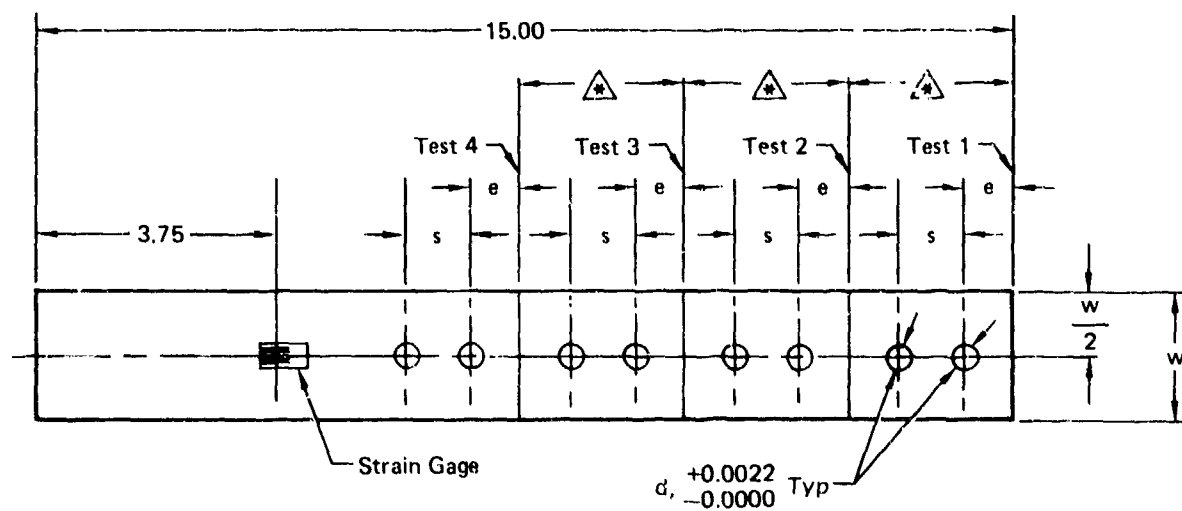 15.00
* * *
Test 4 Test 3 Test 2 Test 1
e e e e
3.75 s s s s
w
2
w
Strain Gage
d, +0.0022 Typ
−0.0000